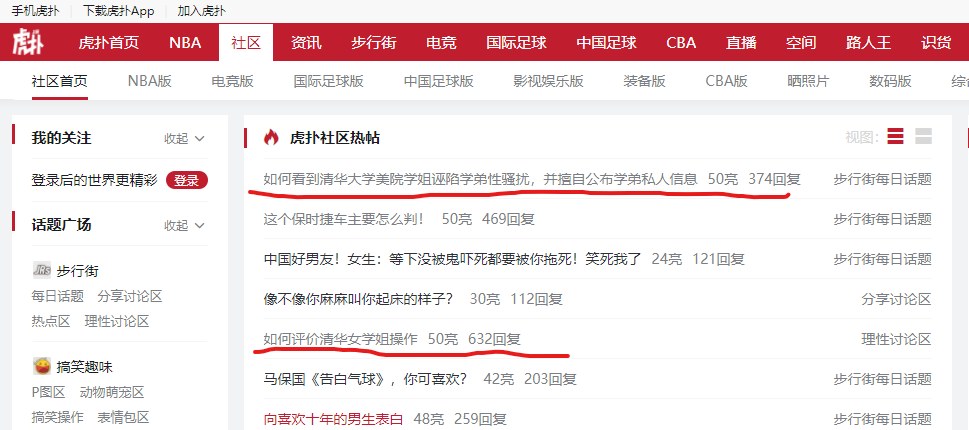 手机虎扑 下载虎扑App 加入虎扑
虎扑 虎扑首页 NBA 社区 资讯 步行街 电竞 国际足球 中国足球 CBA 直播 空间 路人王 识货
社区首页 NBA版 电竞版 国际足球版 中国足球版 影视娱乐版 装备版 CBA版 晒照片 数码版
我的关注 收起
登录后的世界更精彩 登录
话题广场 收起
JRs 步行街
每日话题 分享讨论区
热点区 理性讨论区
搞笑趣味
P图区 动物萌宠区
搞笑操作 表情包区
虎扑社区热帖 视图:
如何看到清华大学美院学姐诬陷学弟性骚扰，并擅自公布学弟私人信息 50亮 374回复 步行街每日话题
这个保时捷车主要怎么判！ 50亮 469回复 步行街每日话题
中国好男友！女生：等下没被鬼吓死都要被你拖死！笑死我了 24亮 121回复 步行街每日话题
像不像你麻麻叫你起床的样子？ 30亮 112回复 分享讨论区
如何评价清华女学姐操作 50亮 632回复 理性讨论区
马保国《告白气球》，你可喜欢？ 42亮 203回复 步行街每日话题
向喜欢十年的男生表白 48亮 259回复 步行街每日话题